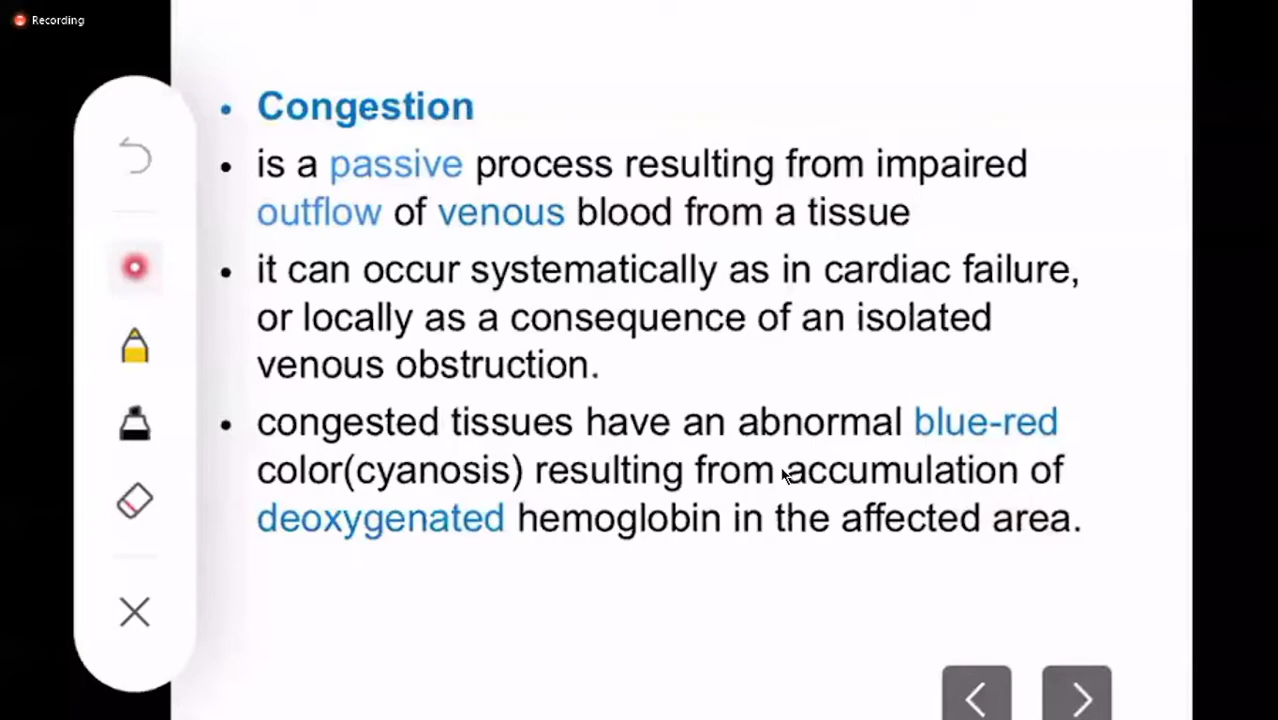 Recording
• Congestion
• is a passive process resulting from impaired
outflow of venous blood from a tissue
• it can occur systematically as in cardiac failure,
or locally as a consequence of an isolated
venous obstruction.
• congested tissues have an abnormal blue-red
color(cyanosis) resulting from accumulation of
deoxygenated hemoglobin in the affected area.